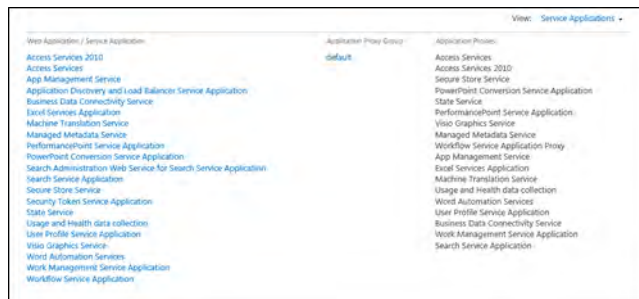 View: Service Applications
Web Application / Service Application Application Proxy Group Application Proxies
Access Services 2010 default Access Services
Access Services Access Services 2010
App Management Service Secure Store Service
Application Discovery and Load Balancer Service Application PowerPoint Conversion Service Application
Business Data Connectivity Service State Service
Excel Services Application PerformancePoint Service Application
Machine Translation Service Visio Graphics Service
Managed Metadata Service Managed Metadata Service
PerformancePoint Service Application Workflow Service Application Proxy
PowerPoint Conversion Service Application App Management Service
Search Administration Web Service for Search Service Application Excel Services Application
Search Service Application Machine Translation Service
Secure Store Service Usage and Health data collection
Security Token Service Application Word Automation Services
State Service User Profile Service Application
Usage and Health data collection Business Data Connectivity Service
User Profile Service Application Work Management Service Application
Visio Graphics Service Search Service Application
Word Automation Services
Work Management Service Application
Workflow Service Application